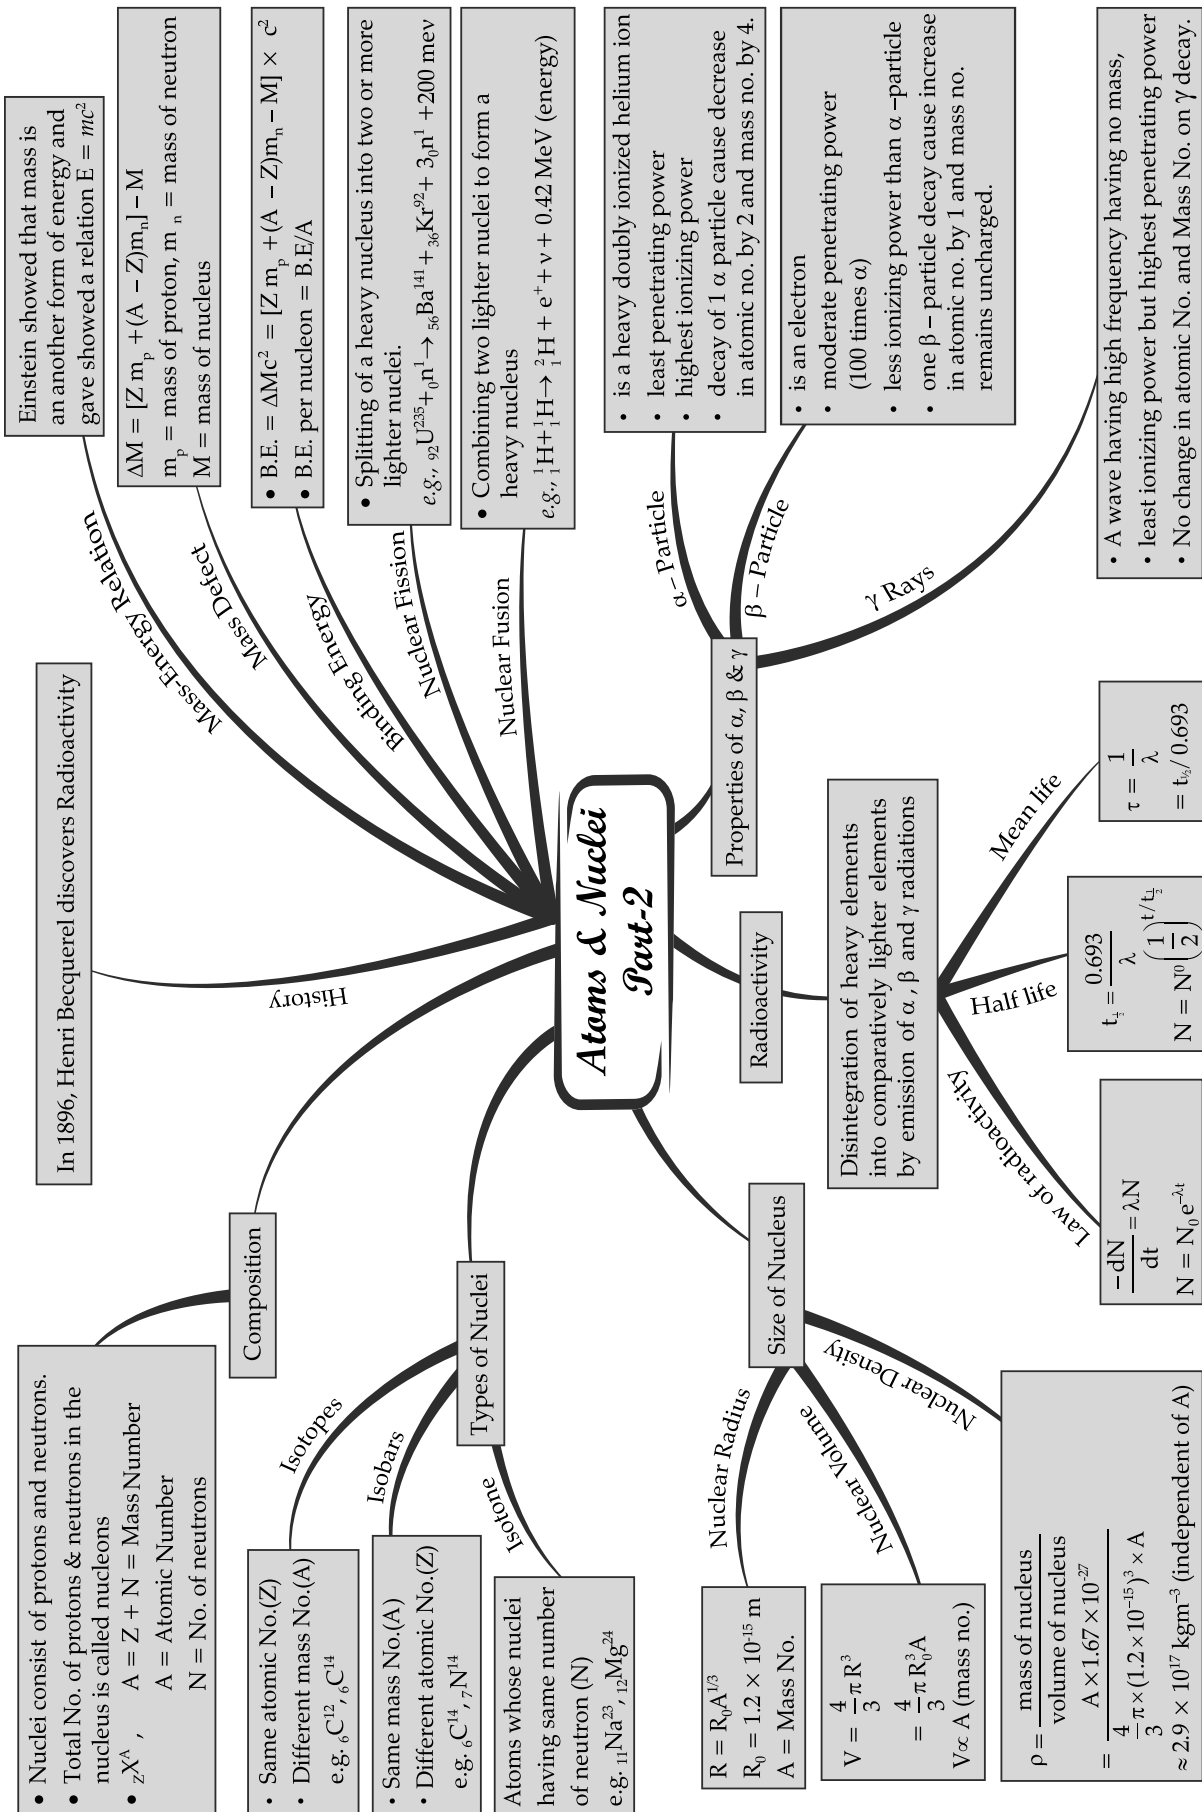 Atoms & Nuclei
Part-2
History
In 1896, Henri Becquerel discovers Radioactivity
Mass-Energy Relation
Einstein showed that mass is
an another form of energy and
gave showed a relation E = mc²
Mass Defect
ΔM = [Z mₚ +(A − Z)mₙ] − M
mₚ = mass of proton, m ₙ = mass of neutron
M = mass of nucleus
Binding Energy
• B.E. = ΔMc² = [Z mₚ +(A − Z)mₙ − M] × c²
• B.E. per nucleon = B.E/A
Nuclear Fission
• Splitting of a heavy nucleus into two or more
lighter nuclei.
e.g., ₉₂U²³⁵+ ₀n¹ → ₅₆Ba¹⁴¹ + ₃₆Kr⁹²+ 3₀n¹ +200 mev
Nuclear Fusion
• Combining two lighter nuclei to form a
heavy nucleus
e.g., ¹₁H+¹₁H→ ²₁H + e⁺+ ν + 0.42 MeV (energy)
Properties of α, β & γ
α – Particle
• is a heavy doubly ionized helium ion
• least penetrating power
• highest ionizing power
• decay of 1 α particle cause decrease
in atomic no. by 2 and mass no. by 4.
β – Particle
• is an electron
• moderate penetrating power
(100 times α)
• less ionizing power than α –particle
• one β – particle decay cause increase
in atomic no. by 1 and mass no.
remains uncharged.
γ Rays
• A wave having high frequency having no mass,
• least ionizing power but highest penetrating power
• No change in atomic No. and Mass No. on γ decay.
Radioactivity
Disintegration of heavy elements
into comparatively lighter elements
by emission of α, β and γ radiations
Mean life
τ = 1/λ
= t½/ 0.693
Half life
t½ = 0.693/λ
N = N⁰(1/2)^(t/t½)
Law of radioactivity
−dN/dt = λN
N = N₀ e^(−λt)
Size of Nucleus
Nuclear Radius
R = R₀A^(1/3)
R₀ = 1.2 × 10⁻¹⁵ m
A = Mass No.
Nuclear Volume
V = 4/3 πR³
= 4/3 πR₀³A
V∝ A (mass no.)
Nuclear Density
ρ = mass of nucleus / volume of nucleus
= A × 1.67 × 10⁻²⁷ / 4/3 π×(1.2×10⁻¹⁵)³ × A
≈ 2.9 × 10¹⁷ kgm⁻³ (independent of A)
Types of Nuclei
Isotopes
• Same atomic No.(Z)
• Different mass No.(A)
e.g. ₆C¹², ₆C¹⁴
Isobars
• Same mass No.(A)
• Different atomic No.(Z)
e.g. ₆C¹⁴, ₇N¹⁴
Isotone
Atoms whose nuclei
having same number
of neutron (N)
e.g. ₁₁Na²³, ₁₂Mg²⁴
Composition
• Nuclei consist of protons and neutrons.
• Total No. of protons & neutrons in the
nucleus is called nucleons
• ZXᴬ , A = Z + N = Mass Number
A = Atomic Number
N = No. of neutrons